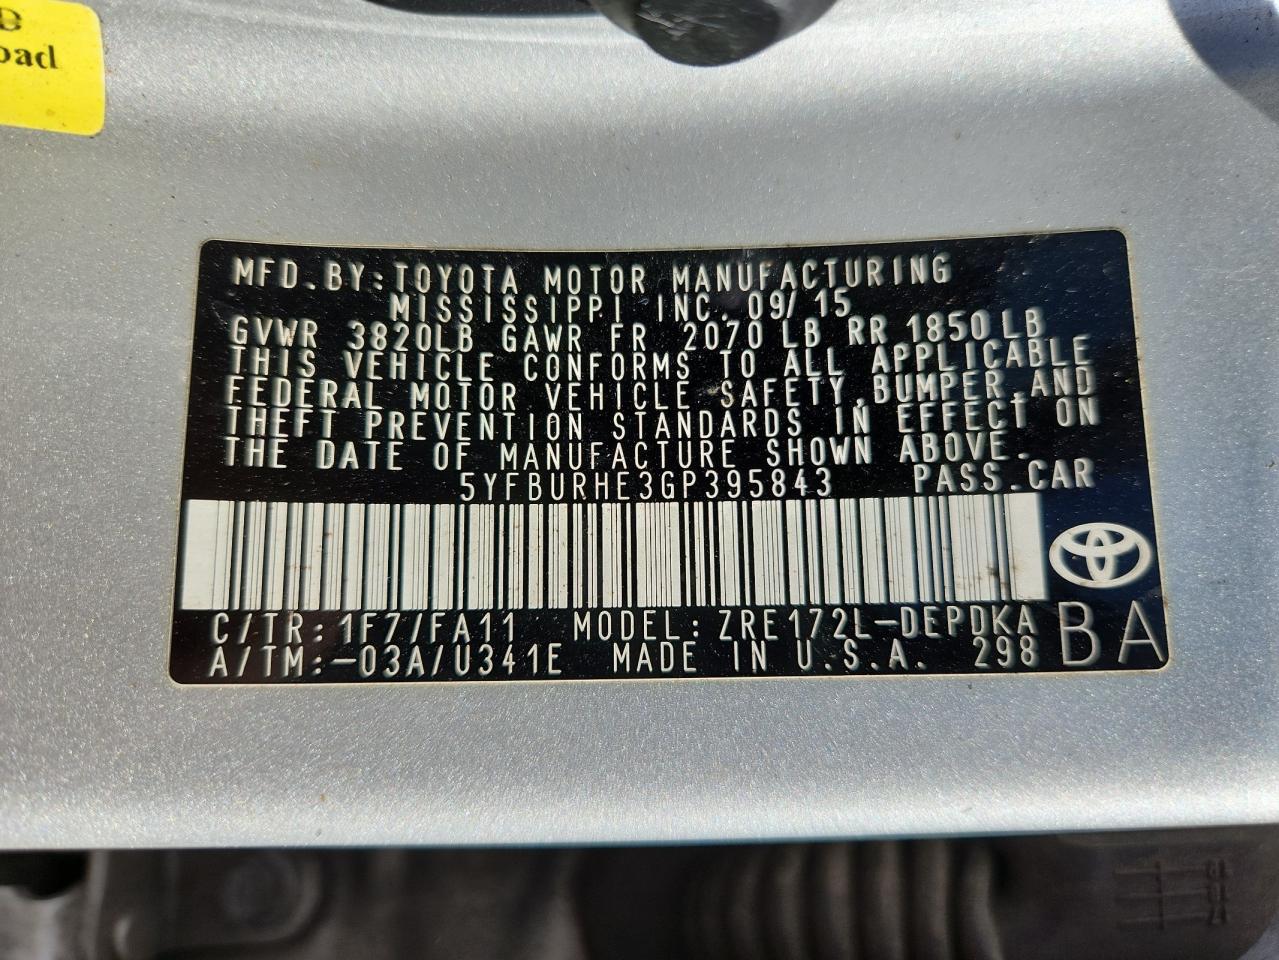 oad
MFD.BY:TOYOTA MOTOR MANUFACTURING
MISSISSIPPI INC. 09/15
GVWR 3820LB GAWR FR 2070 LB RR 1850LB
THIS VEHICLE CONFORMS TO ALL APPLICABLE
FEDERAL MOTOR VEHICLE SAFETY,BUMPER,AND
THEFT PREVENTION STANDARDS IN EFFECT ON
THE DATE OF MANUFACTURE SHOWN ABOVE.
5YFBURHE3GP395843 PASS.CAR
C/TR:1F7/FA11 MODEL:ZRE172L-DEPDKA
A/TM:-03A/U341E MADE IN U.S.A. 298 BA